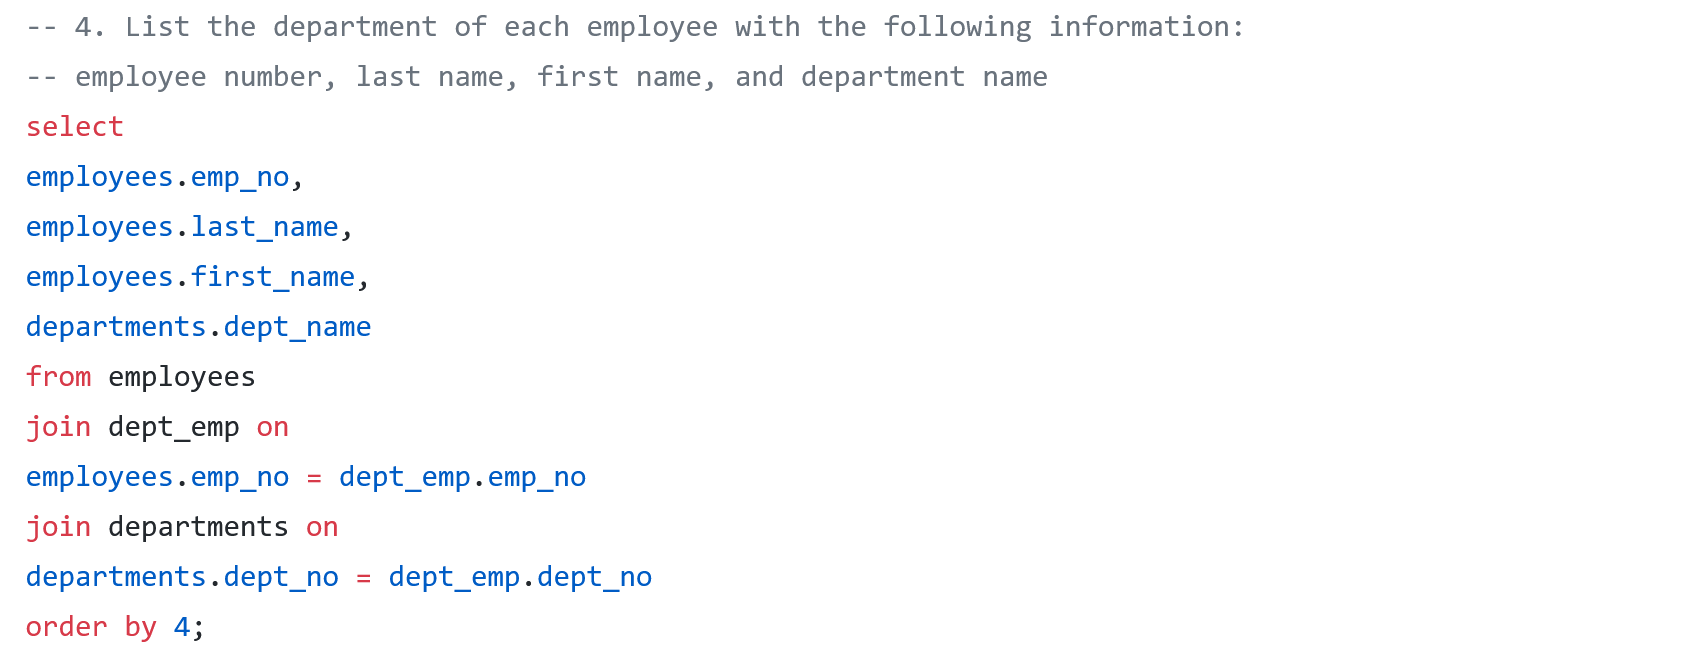 -- 4. List the department of each employee with the following information:
-- employee number, last name, first name, and department name
select
employees.emp_no,
employees.last_name,
employees.first_name,
departments.dept_name
from employees
join dept_emp on
employees.emp_no = dept_emp.emp_no
join departments on
departments.dept_no = dept_emp.dept_no
order by 4;